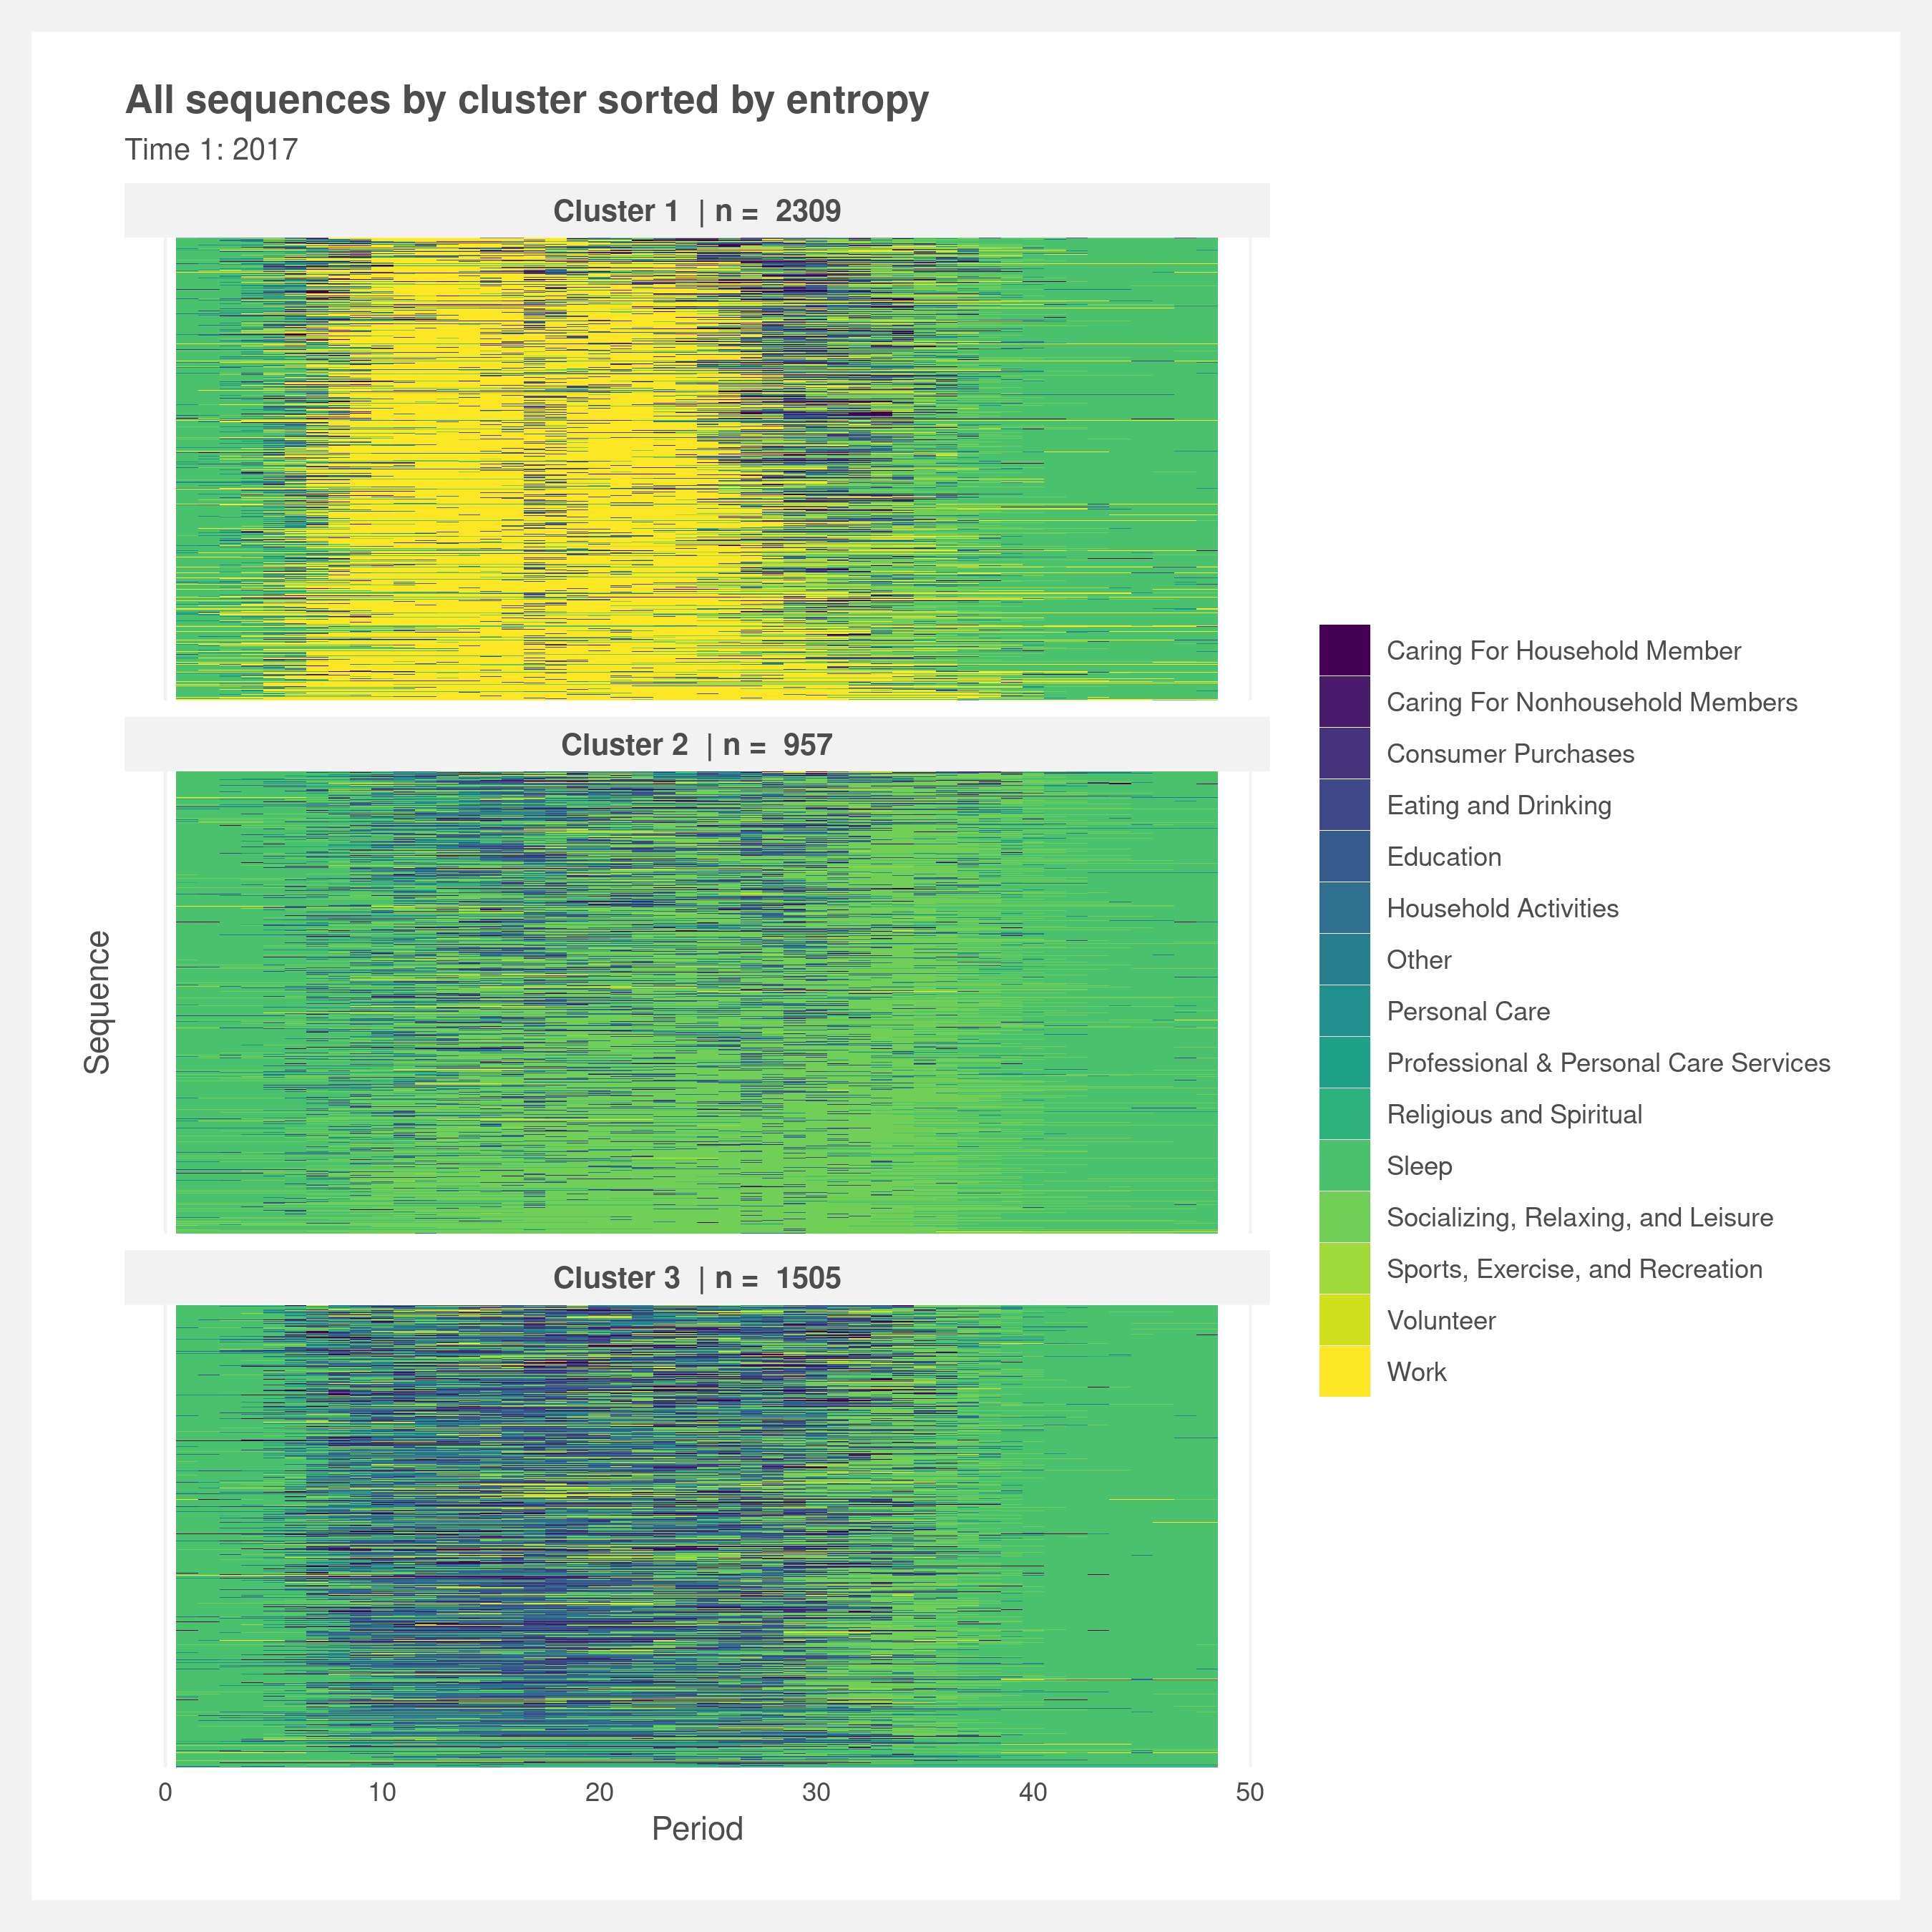 All sequences by cluster sorted by entropy
Time 1: 2017
Cluster 1 | n = 2309
Cluster 2 | n = 957
Cluster 3 | n = 1505
Sequence
0 10 20 30 40 50
Period
Caring For Household Member
Caring For Nonhousehold Members
Consumer Purchases
Eating and Drinking
Education
Household Activities
Other
Personal Care
Professional & Personal Care Services
Religious and Spiritual
Sleep
Socializing, Relaxing, and Leisure
Sports, Exercise, and Recreation
Volunteer
Work